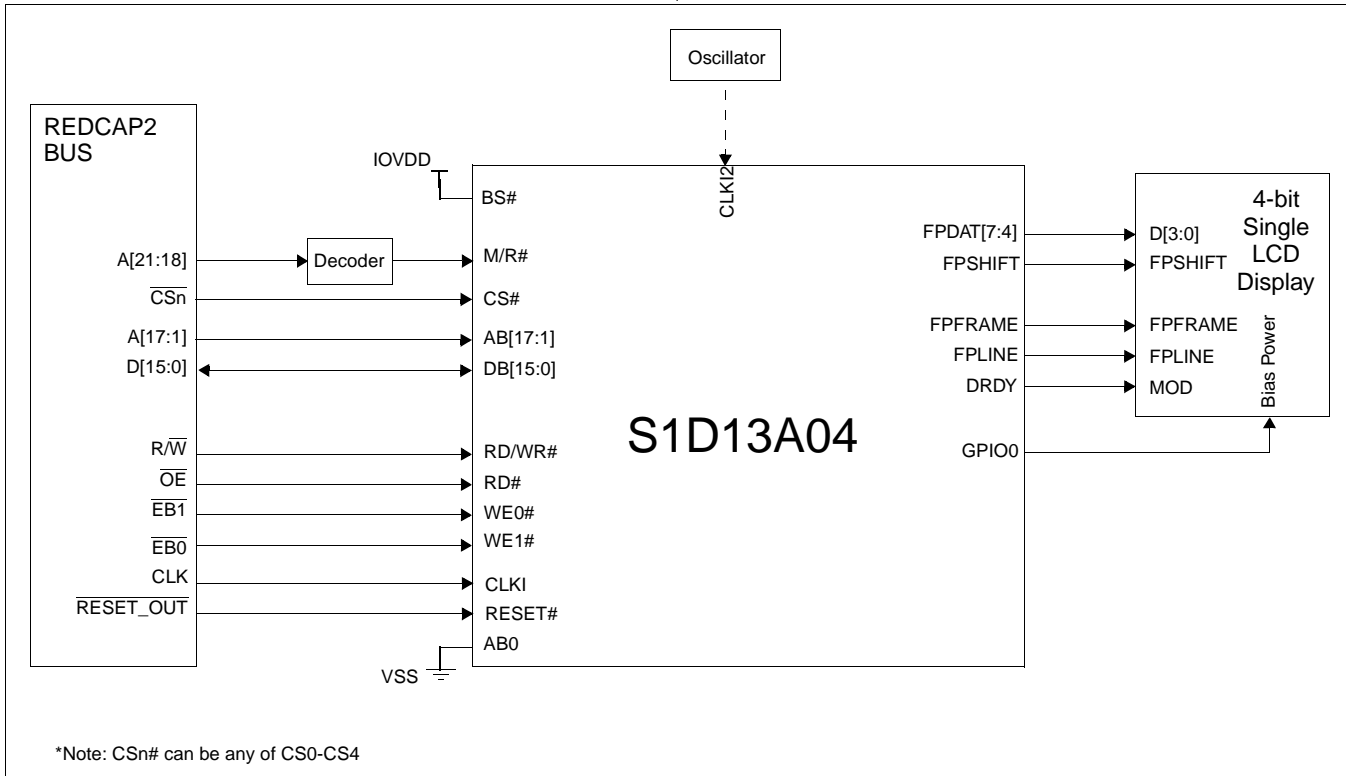 Oscillator
REDCAP2
BUS
IOVDD
BS#
CLKI2
4-bit
Single
LCD
Display
FPDAT[7:4]
D[3:0]
A[21:18]
Decoder
M/R#
FPSHIFT
FPSHIFT
CSn
CS#
A[17:1]
AB[17:1]
FPFRAME
FPFRAME
D[15:0]
DB[15:0]
FPLINE
FPLINE
DRDY
MOD
Bias Power
S1D13A04
R/W
RD/WR#
GPIO0
OE
RD#
EB1
WE0#
EB0
WE1#
CLK
CLKI
RESET_OUT
RESET#
AB0
VSS
*Note: CSn# can be any of CS0-CS4